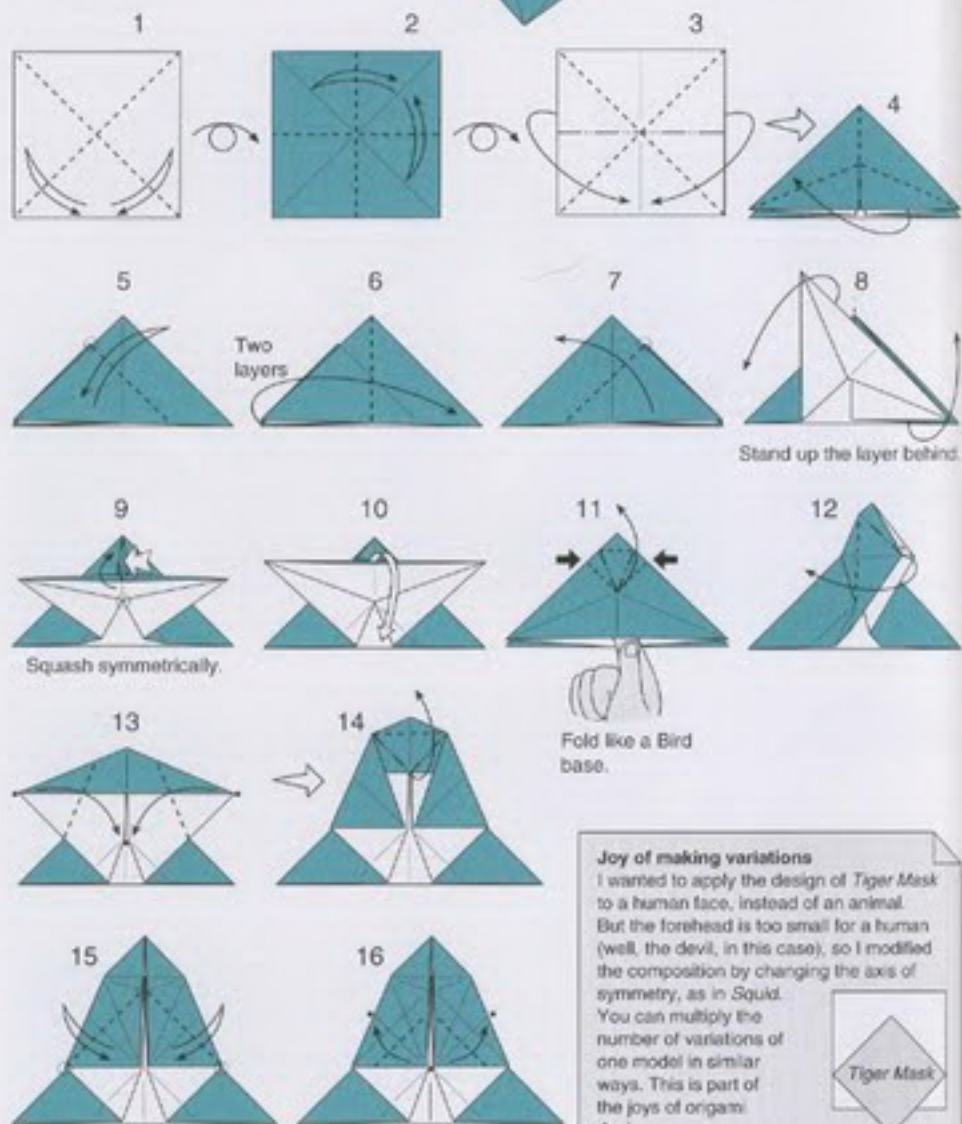 1
2
3
4
5
6
7
8
Two
layers
Stand up the layer behind.
9
10
11
12
Squash symmetrically.
Fold like a Bird
base.
13
14
15
16
Joy of making variations
I wanted to apply the design of Tiger Mask
to a human face, instead of an animal.
But the forehead is too small for a human
(well, the devil, in this case), so I modified
the composition by changing the axis of
symmetry, as in Squid.
You can multiply the
number of variations of
one model in similar
ways. This is part of
the joys of origami
Tiger Mask